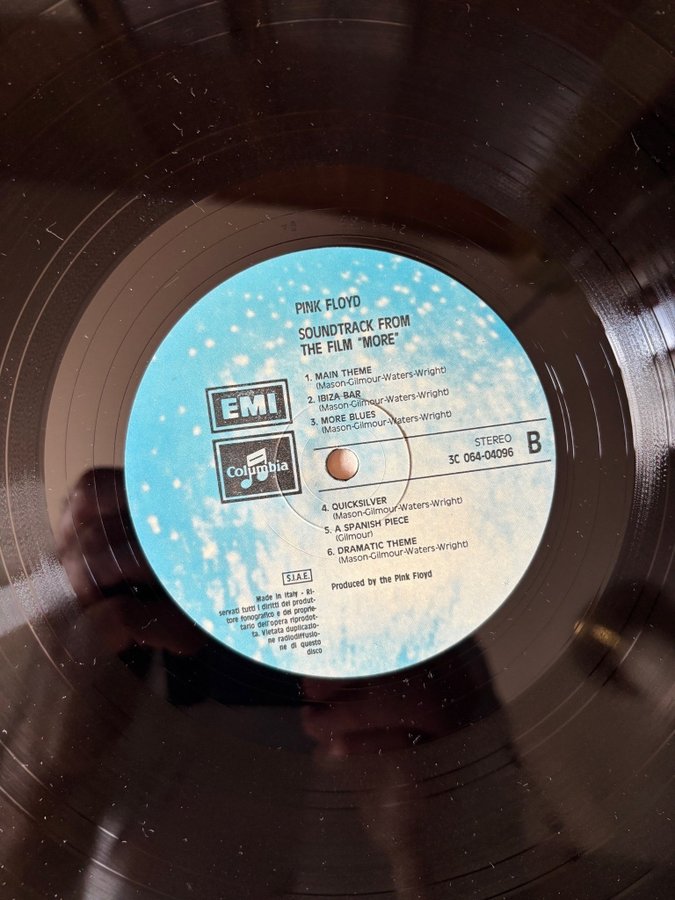 PINK FLOYD
SOUNDTRACK FROM
THE FILM "MORE"
1. MAIN THEME
(Mason-Gilmour-Waters-Wright)
2. IBIZA BAR
(Mason-Gilmour-Waters-Wright)
3. MORE BLUES
(Mason-Gilmour-Waters-Wright)
EMI
Columbia
STEREO
3C 064-04096
B
4. QUICKSILVER
(Mason-Gilmour-Waters-Wright)
5. A SPANISH PIECE
(Gilmour)
6. DRAMATIC THEME
(Mason-Gilmour-Waters-Wright)
Produced by the Pink Floyd
S.I.A.E.
Made in Italy - Ri-
servati tutti i diritti del produt-
tore fonografico e del proprie-
tario dell'opera riprodot-
ta. Vietata duplicazio-
ne radiodiffusio-
ne di questo
disco